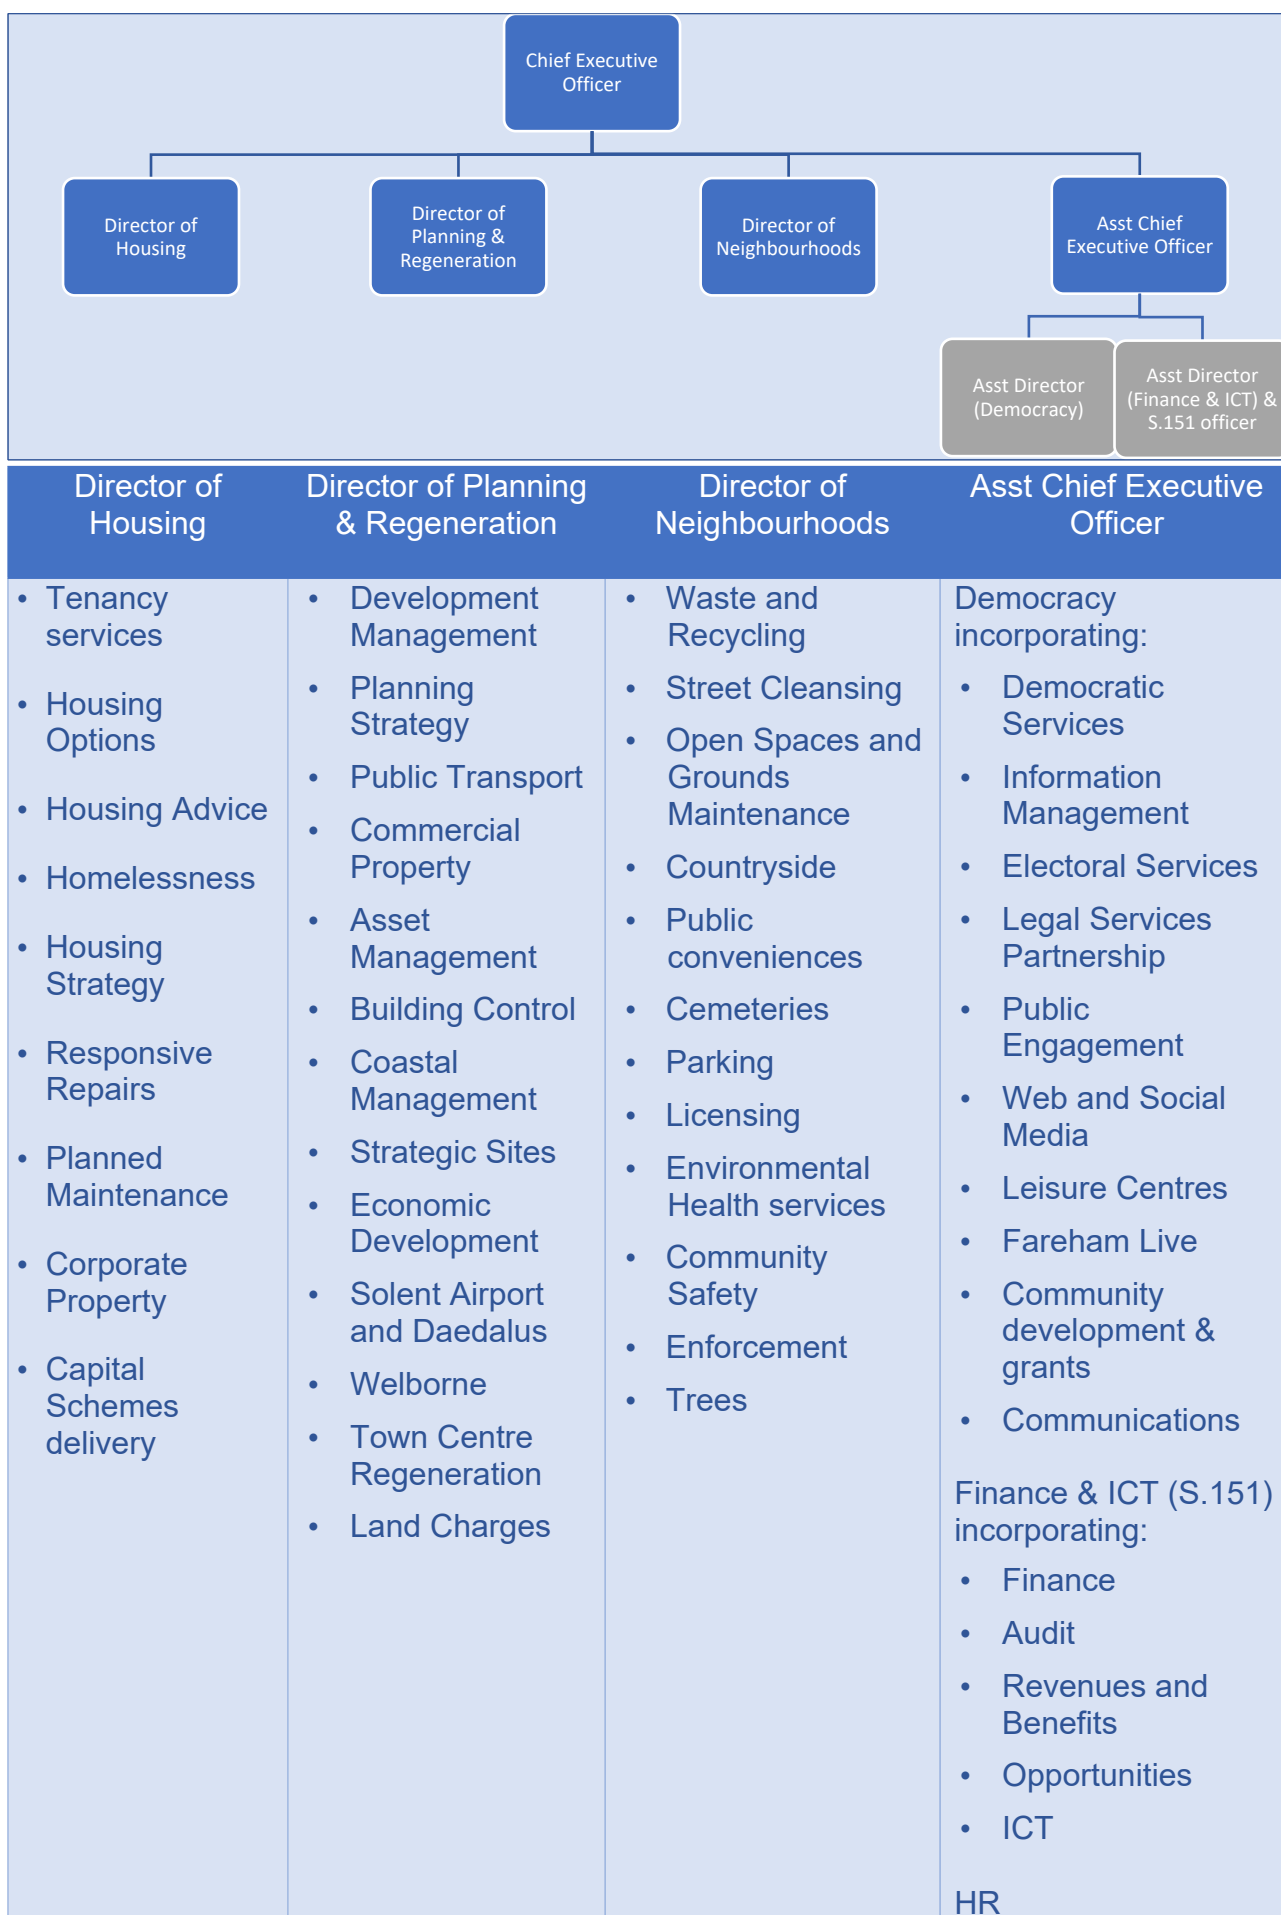 Chief Executive
Officer
Director of
Housing
Director of
Planning &
Regeneration
Director of
Neighbourhoods
Asst Chief
Executive Officer
Asst Director
(Democracy)
Asst Director
(Finance & ICT) &
S.151 officer
Director of
Housing
Director of Planning
& Regeneration
Director of
Neighbourhoods
Asst Chief Executive
Officer
• Tenancy
services
• Housing
Options
• Housing Advice
• Homelessness
• Housing
Strategy
• Responsive
Repairs
• Planned
Maintenance
• Corporate
Property
• Capital
Schemes
delivery
• Development
Management
• Planning
Strategy
• Public Transport
• Commercial
Property
• Asset
Management
• Building Control
• Coastal
Management
• Strategic Sites
• Economic
Development
• Solent Airport
and Daedalus
• Welborne
• Town Centre
Regeneration
• Land Charges
• Waste and
Recycling
• Street Cleansing
• Open Spaces and
Grounds
Maintenance
• Countryside
• Public
conveniences
• Cemeteries
• Parking
• Licensing
• Environmental
Health services
• Community
Safety
• Enforcement
• Trees
Democracy
incorporating:
• Democratic
Services
• Information
Management
• Electoral Services
• Legal Services
Partnership
• Public
Engagement
• Web and Social
Media
• Leisure Centres
• Fareham Live
• Community
development &
grants
• Communications
Finance & ICT (S.151)
incorporating:
• Finance
• Audit
• Revenues and
Benefits
• Opportunities
• ICT
HR